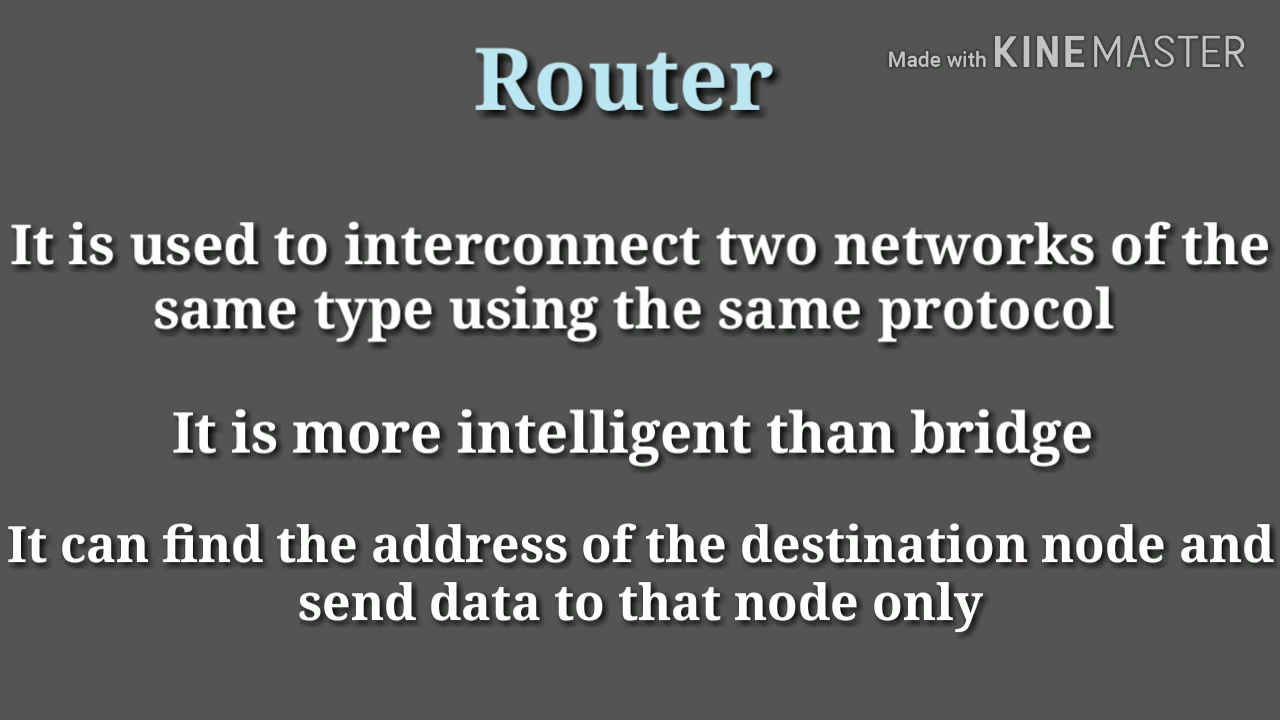 Router
Made with KINEMASTER
It is used to interconnect two networks of the
same type using the same protocol
It is more intelligent than bridge
It can find the address of the destination node and
send data to that node only